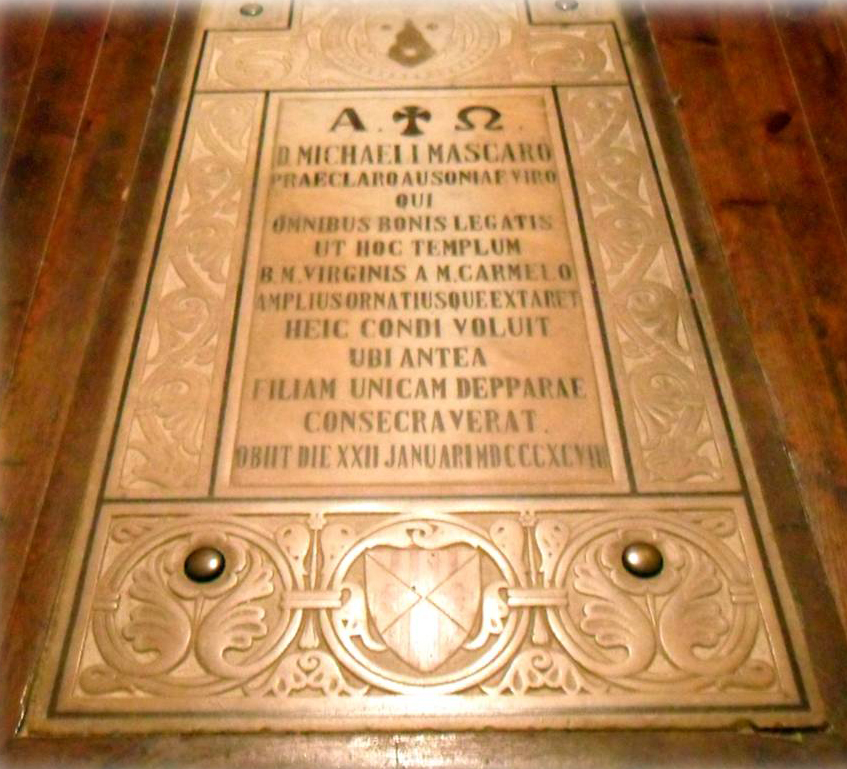 Α . ✠ Ω .
D. MICHAELI MASCARO
PRAECLARO AUSONIAE VIRO
QUI
OMNIBUS BONIS LEGATIS
UT HOC TEMPLUM
B. M. VIRGINIS A M. CARMELO
AMPLIUS ORNATIUSQUE EXTARET
HEIC CONDI VOLUIT
UBI ANTEA
FILIAM UNICAM DEPPARAE
CONSECRAVERAT .
OBIIT DIE XXII JANUARI MDCCCXCVIII